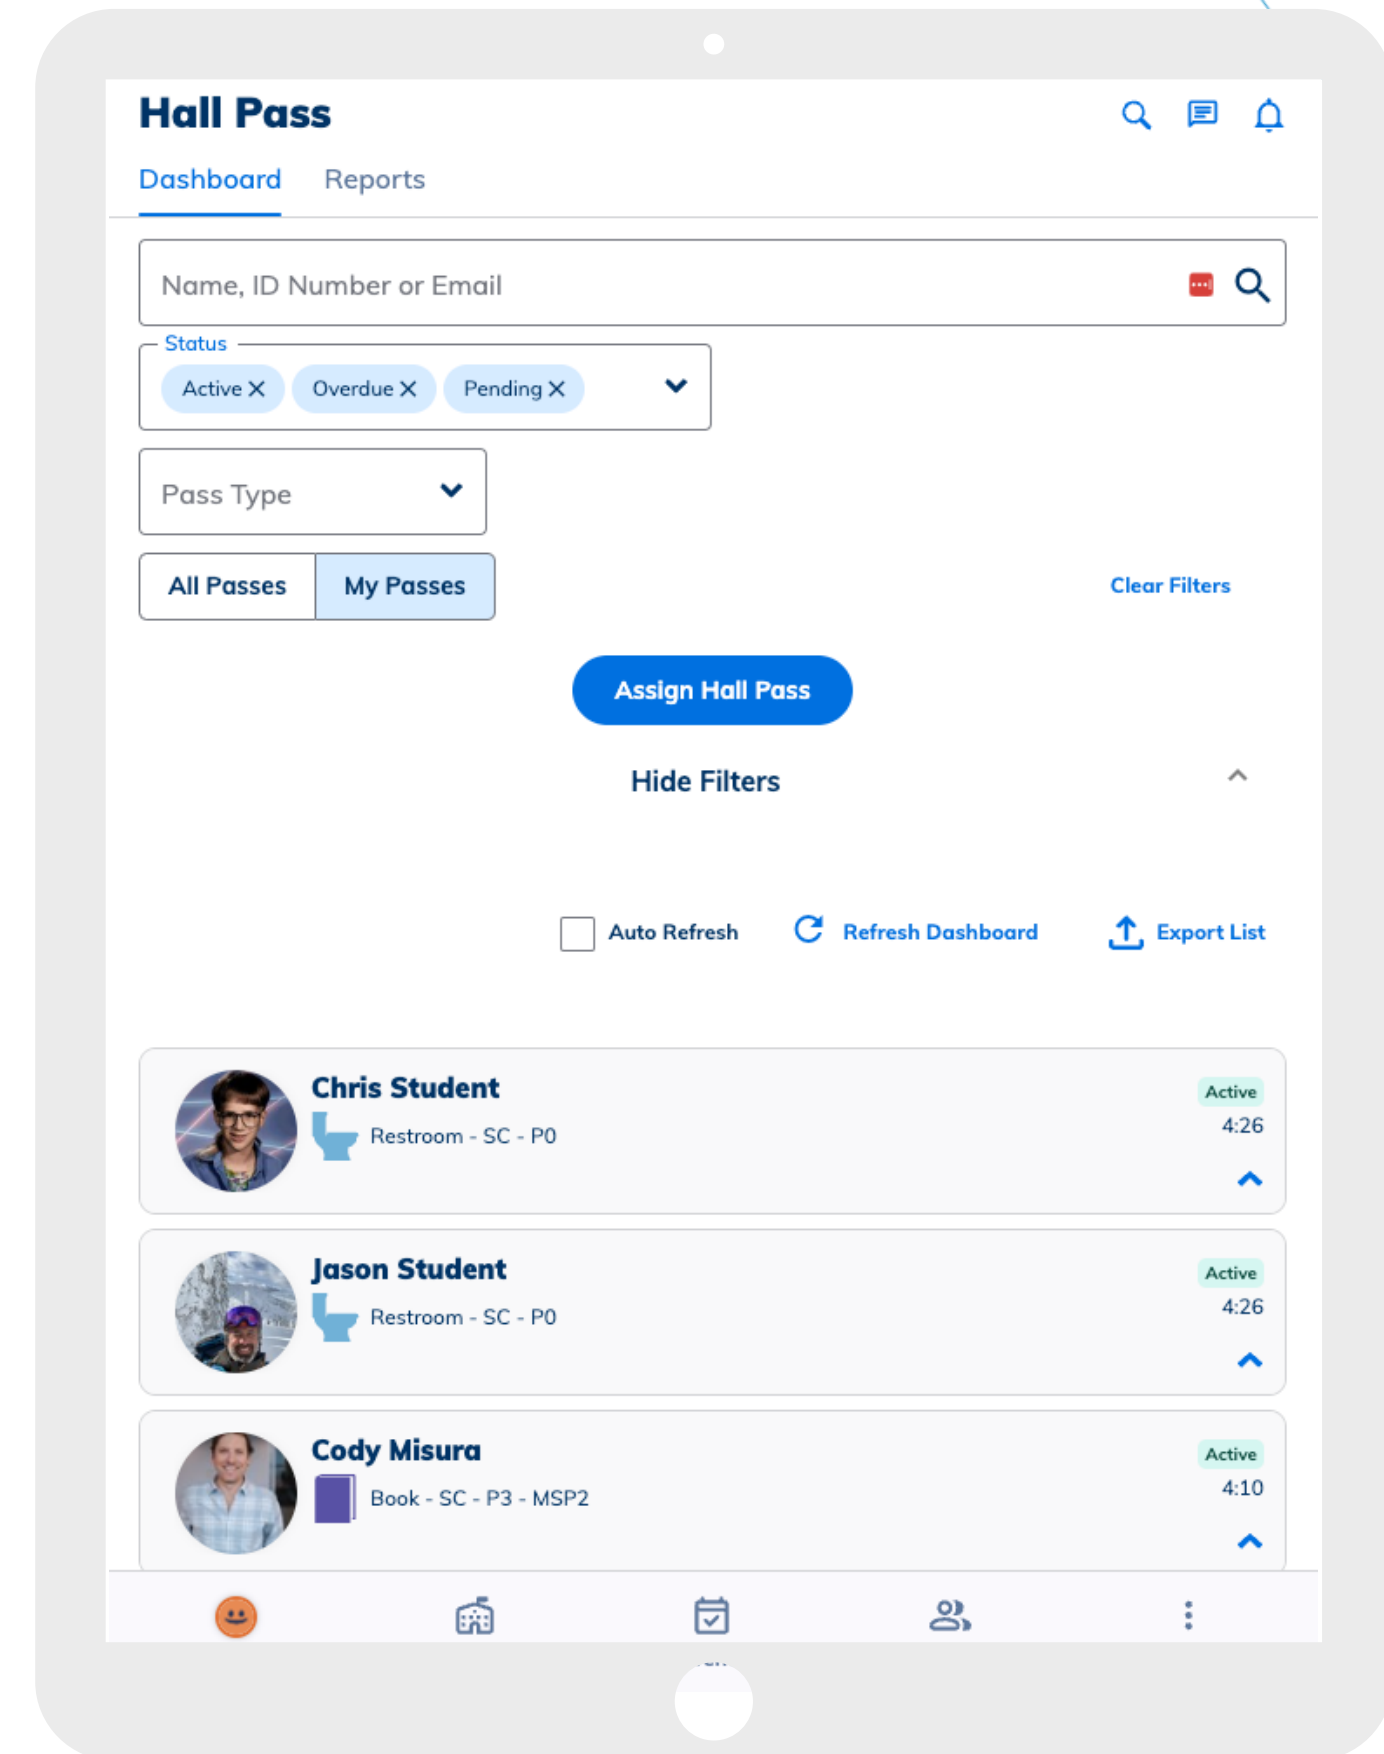 Hall Pass
Dashboard Reports
Name, ID Number or Email
Status
Active Overdue Pending
Pass Type
All Passes My Passes Clear Filters
Assign Hall Pass
Hide Filters
Auto Refresh Refresh Dashboard Export List
Chris Student
Active
Restroom - SC - P0
4:26
Jason Student
Active
Restroom - SC - P0
4:26
Cody Misura
Active
Book - SC - P3 - MSP2
4:10